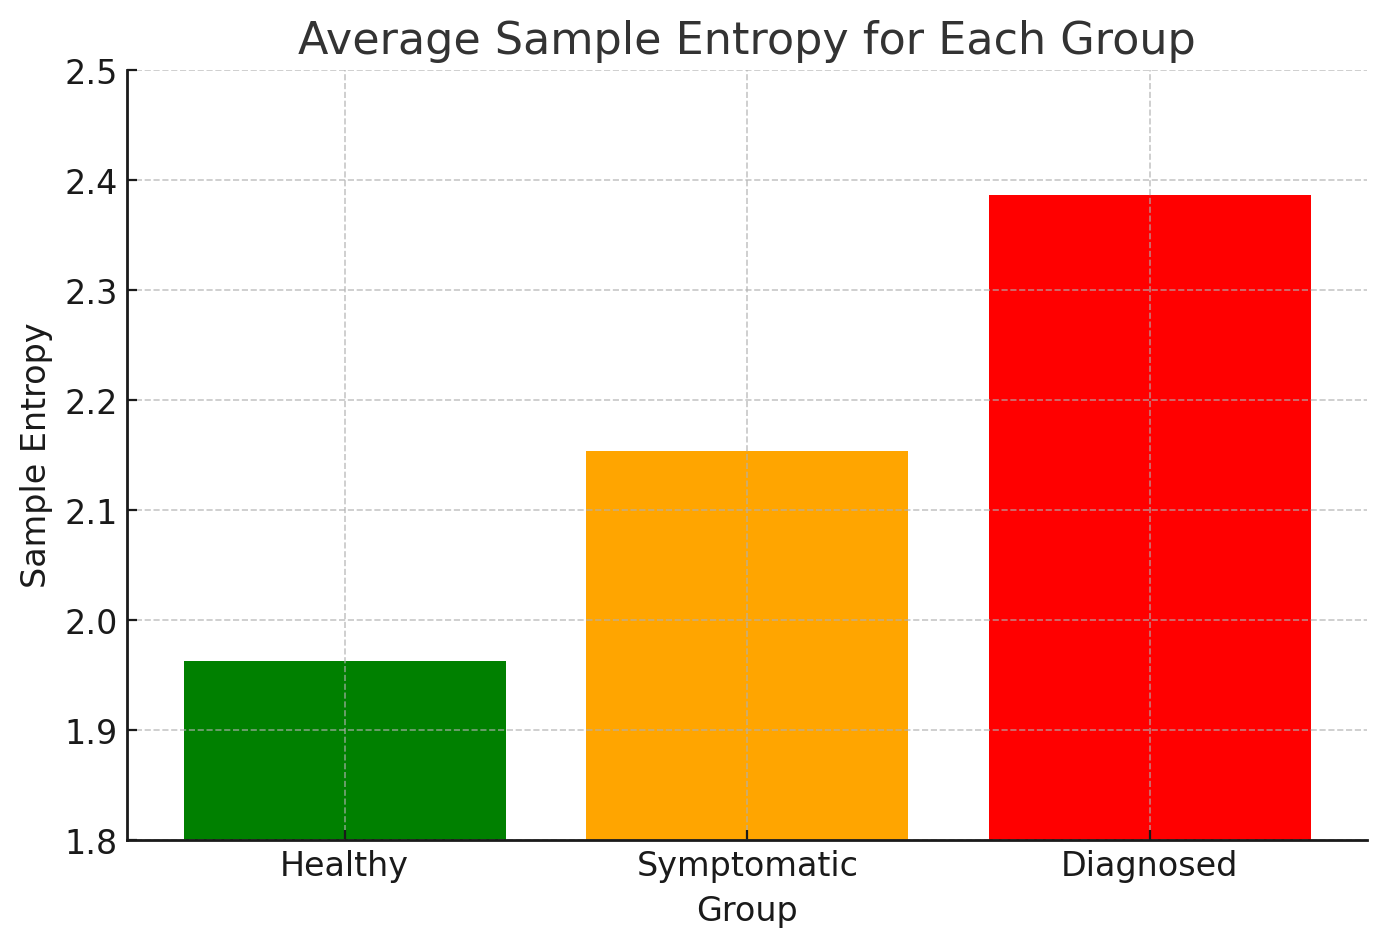 Average Sample Entropy for Each Group
2.5
2.4
2.3
2.2
2.1
2.0
1.9
1.8
Sample Entropy
Healthy Symptomatic Diagnosed
Group